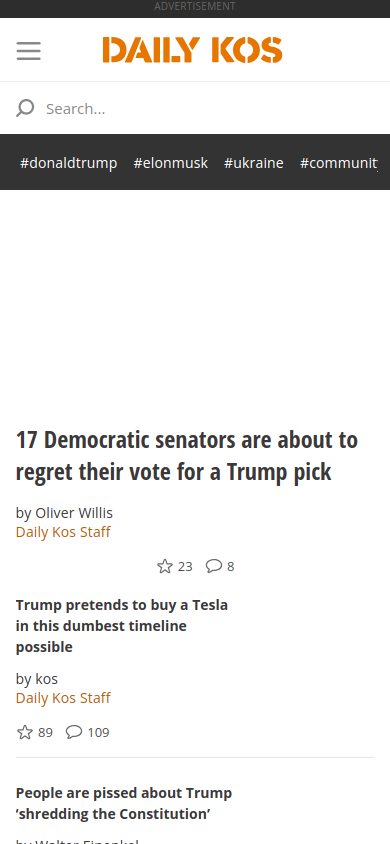 ADVERTISEMENT
DAILY KOS
Search...
#donaldtrump #elonmusk #ukraine #communit
17 Democratic senators are about to
regret their vote for a Trump pick
by Oliver Willis
Daily Kos Staff
23 8
Trump pretends to buy a Tesla
in this dumbest timeline
possible
by kos
Daily Kos Staff
89 109
People are pissed about Trump
‘shredding the Constitution’
by Walter Einenkel